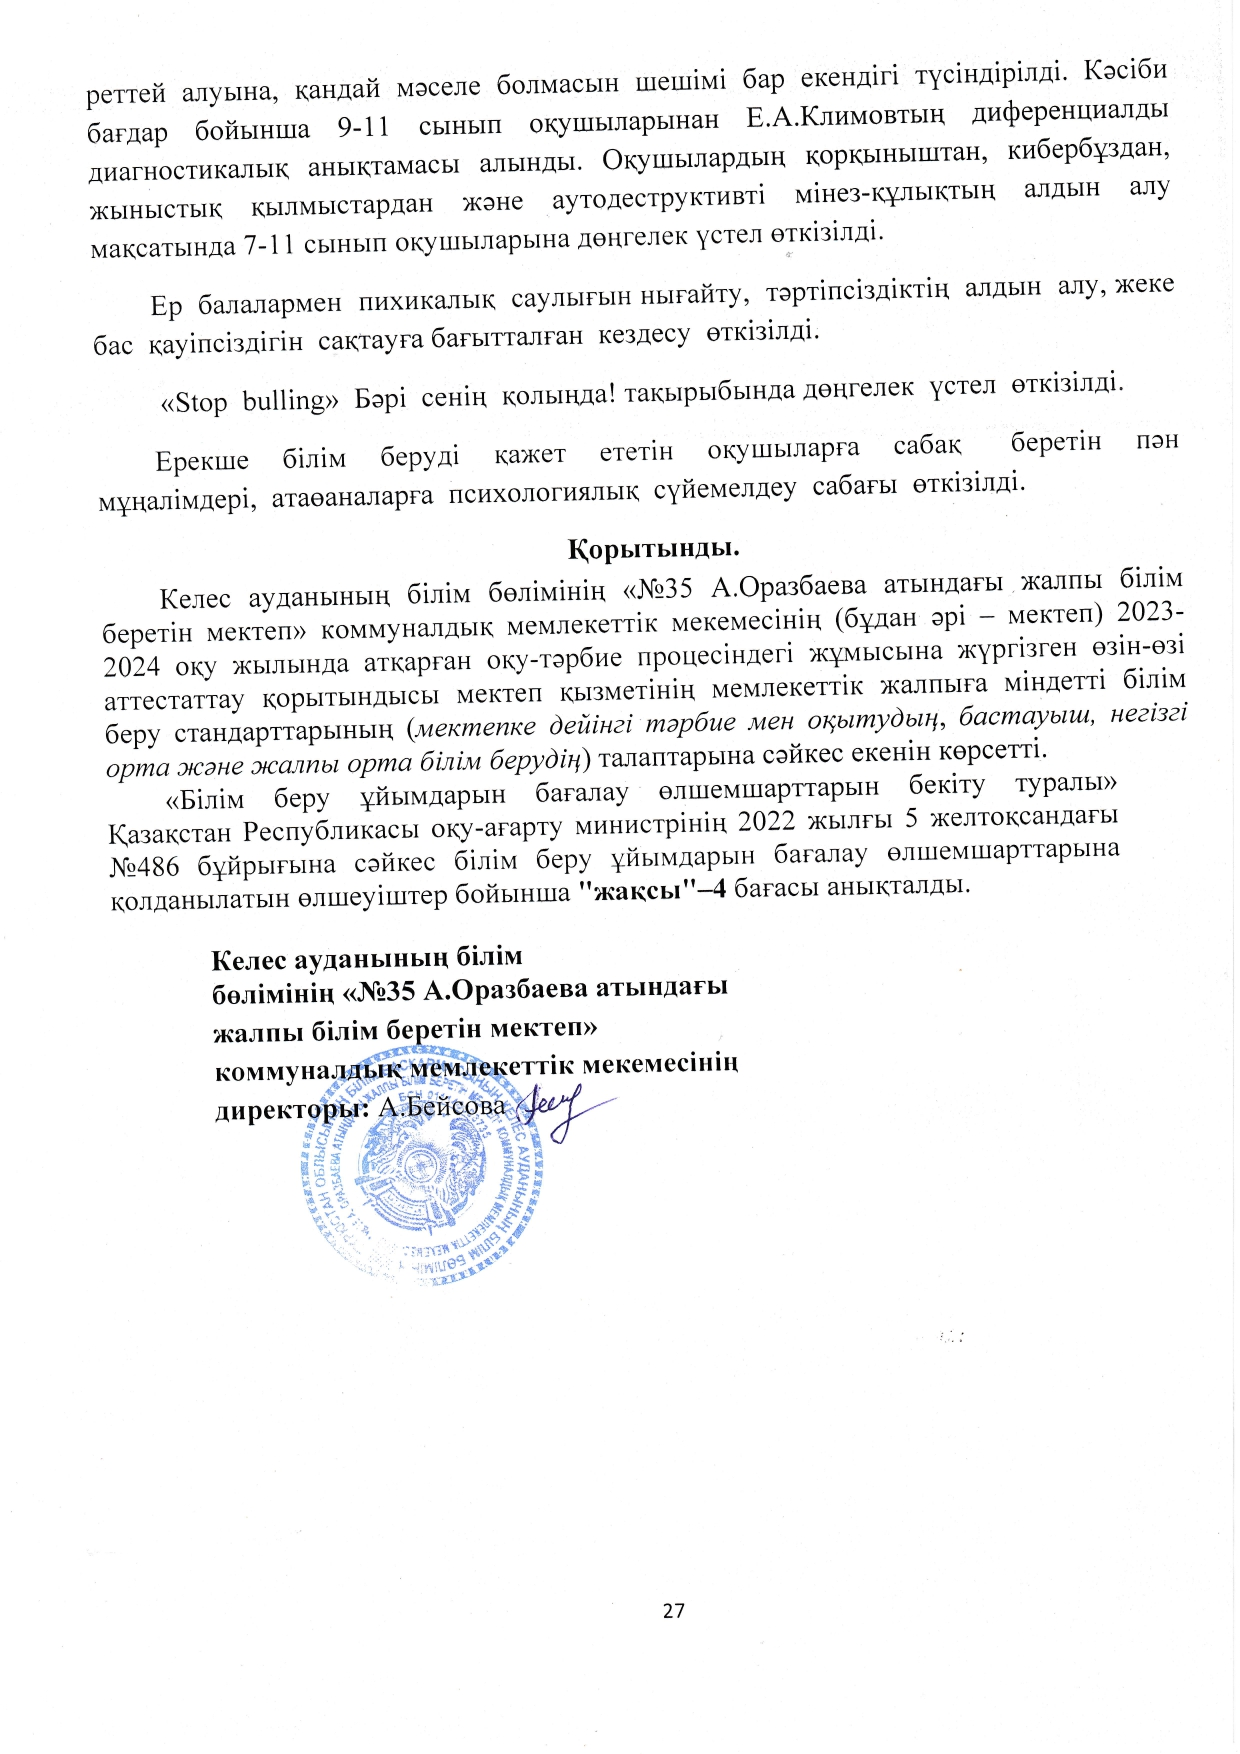 реттей алуына, қандай мәселе болмасын шешімі бар екендігі түсіндірілді. Кәсіби
бағдар бойынша 9-11 сынып оқушыларынан Е.А.Климовтың диференциалды
диагностикалық анықтамасы алынды. Оқушылардың қорқыныштан, кибербұздан,
жыныстық қылмыстардан және аутодеструктивті мінез-құлықтың алдын алу
мақсатында 7-11 сынып оқушыларына дөңгелек үстел өткізілді.
Ер балалармен пихикалық саулығын нығайту, тәртіпсіздіктің алдын алу, жеке
бас қауіпсіздігін сақтауға бағытталған кездесу өткізілді.
«Stop bulling» Бәрі сенің қолыңда! тақырыбында дөңгелек үстел өткізілді.
Ерекше білім беруді қажет ететін оқушыларға сабақ беретін пән
мұңалімдері, атаөаналарға психологиялық сүйемелдеу сабағы өткізілді.
Қорытынды.
Келес ауданының білім бөлімінің «№35 А.Оразбаева атындағы жалпы білім
беретін мектеп» коммуналдық мемлекеттік мекемесінің (бұдан әрі – мектеп) 2023-
2024 оқу жылында атқарған оқу-тәрбие процесіндегі жұмысына жүргізген өзін-өзі
аттестаттау қорытындысы мектеп қызметінің мемлекеттік жалпыға міндетті білім
беру стандарттарының (мектепке дейінгі тәрбие мен оқытудың, бастауыш, негізгі
орта және жалпы орта білім берудің) талаптарына сәйкес екенін көрсетті.
«Білім беру ұйымдарын бағалау өлшемшарттарын бекіту туралы»
Қазақстан Республикасы оқу-ағарту министрінің 2022 жылғы 5 желтоқсандағы
№486 бұйрығына сәйкес білім беру ұйымдарын бағалау өлшемшарттарына
қолданылатын өлшеуіштер бойынша "жақсы"–4 бағасы анықталды.
Келес ауданының білім
бөлімінің «№35 А.Оразбаева атындағы
жалпы білім беретін мектеп»
коммуналдық мемлекеттік мекемесінің
директоры: А.Бейсова
КЕЛЕС АУДАНЫНЫҢ БІЛІМ БӨЛІМІ
КОММУНАЛДЫҚ МЕМЛЕКЕТТІК
27